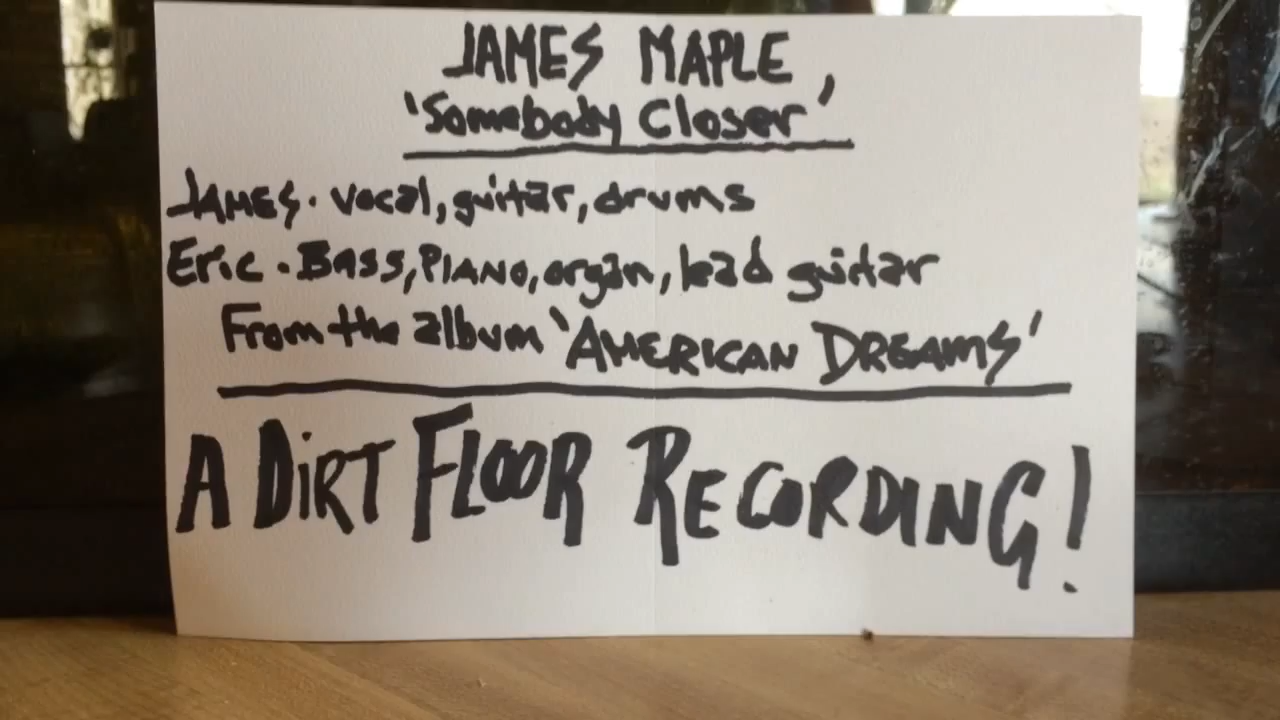 JAMES MAPLE,
'Somebody Closer'
JAMES. vocal, guitar, drums
Eric. BASS, PIANO, organ, lead guitar
From the album 'AMERICAN DREAMS'
A DiRT FLOOR RECORDING!